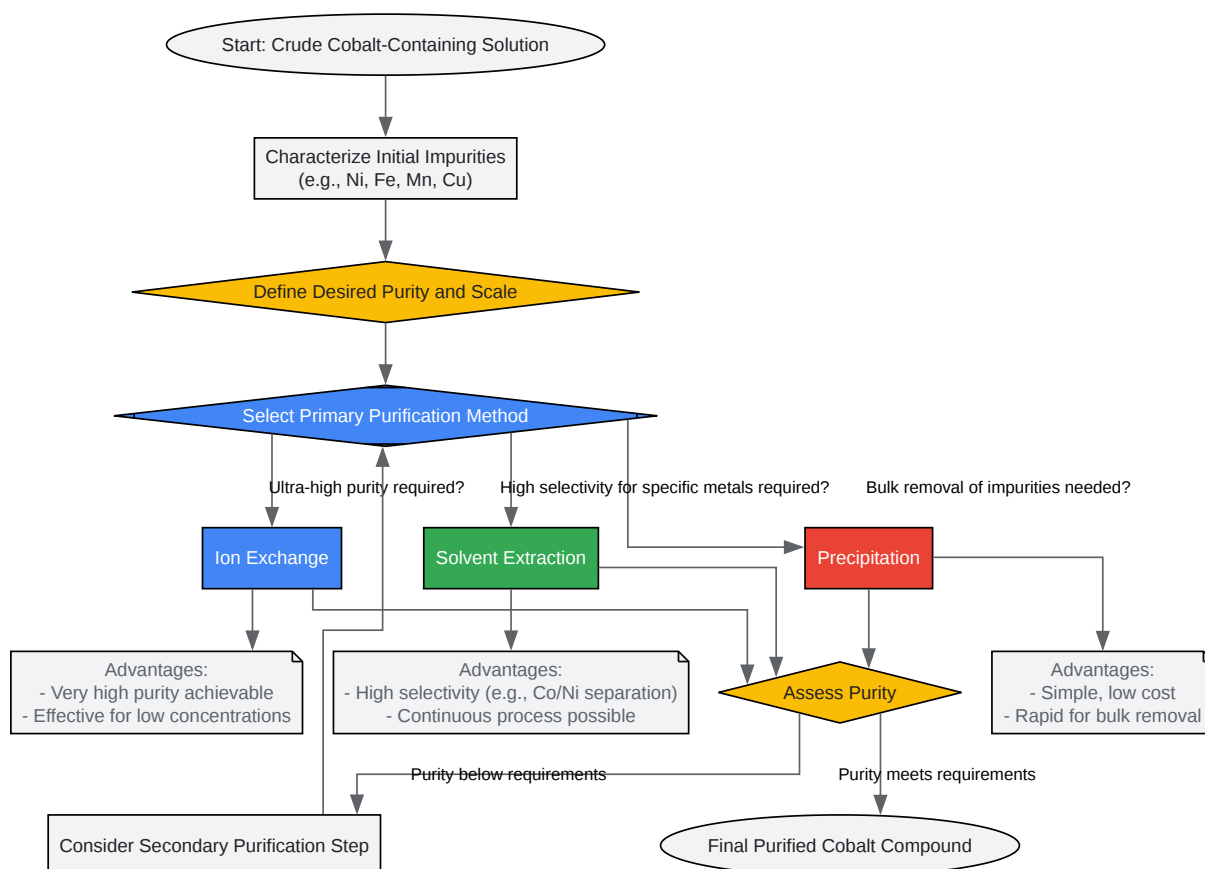 Start: Crude Cobalt-Containing Solution
Characterize Initial Impurities
(e.g., Ni, Fe, Mn, Cu)
Define Desired Purity and Scale
Select Primary Purification Method
Ultra-high purity required?
High selectivity for specific metals required?
Bulk removal of impurities needed?
Ion Exchange
Solvent Extraction
Precipitation
Advantages:
- Very high purity achievable
- Effective for low concentrations
Advantages:
- High selectivity (e.g., Co/Ni separation)
- Continuous process possible
Assess Purity
Advantages:
- Simple, low cost
- Rapid for bulk removal
Purity below requirements
Purity meets requirements
Consider Secondary Purification Step
Final Purified Cobalt Compound